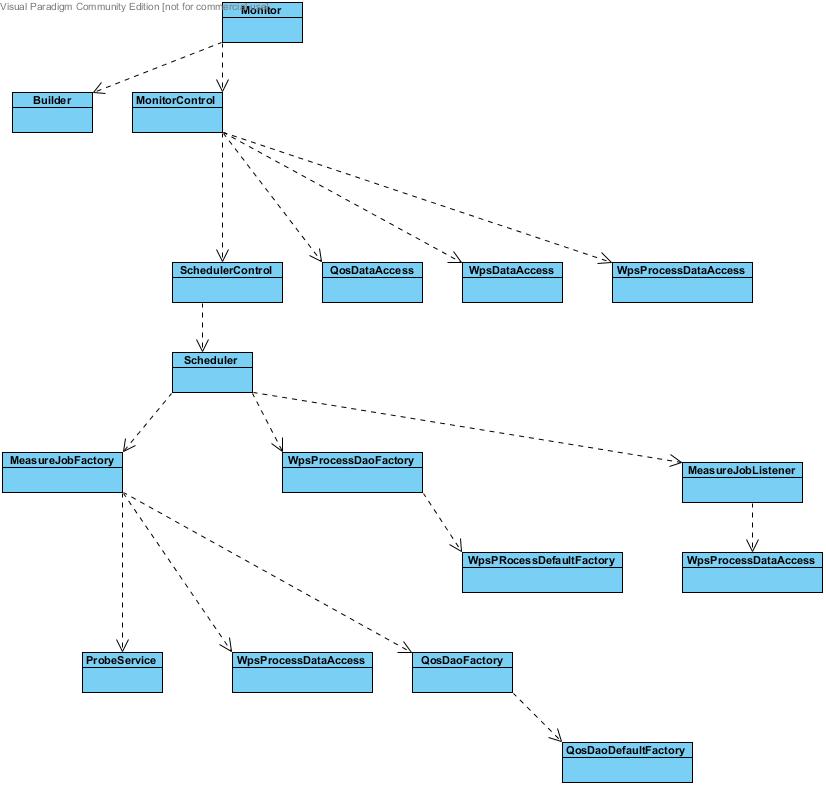 Visual Paradigm Community Edition [not for commercial use]
Monitor
Builder
MonitorControl
SchedulerControl
QosDataAccess
WpsDataAccess
WpsProcessDataAccess
Scheduler
MeasureJobFactory
WpsProcessDaoFactory
MeasureJobListener
WpsPRocessDefaultFactory
WpsProcessDataAccess
ProbeService
WpsProcessDataAccess
QosDaoFactory
QosDaoDefaultFactory